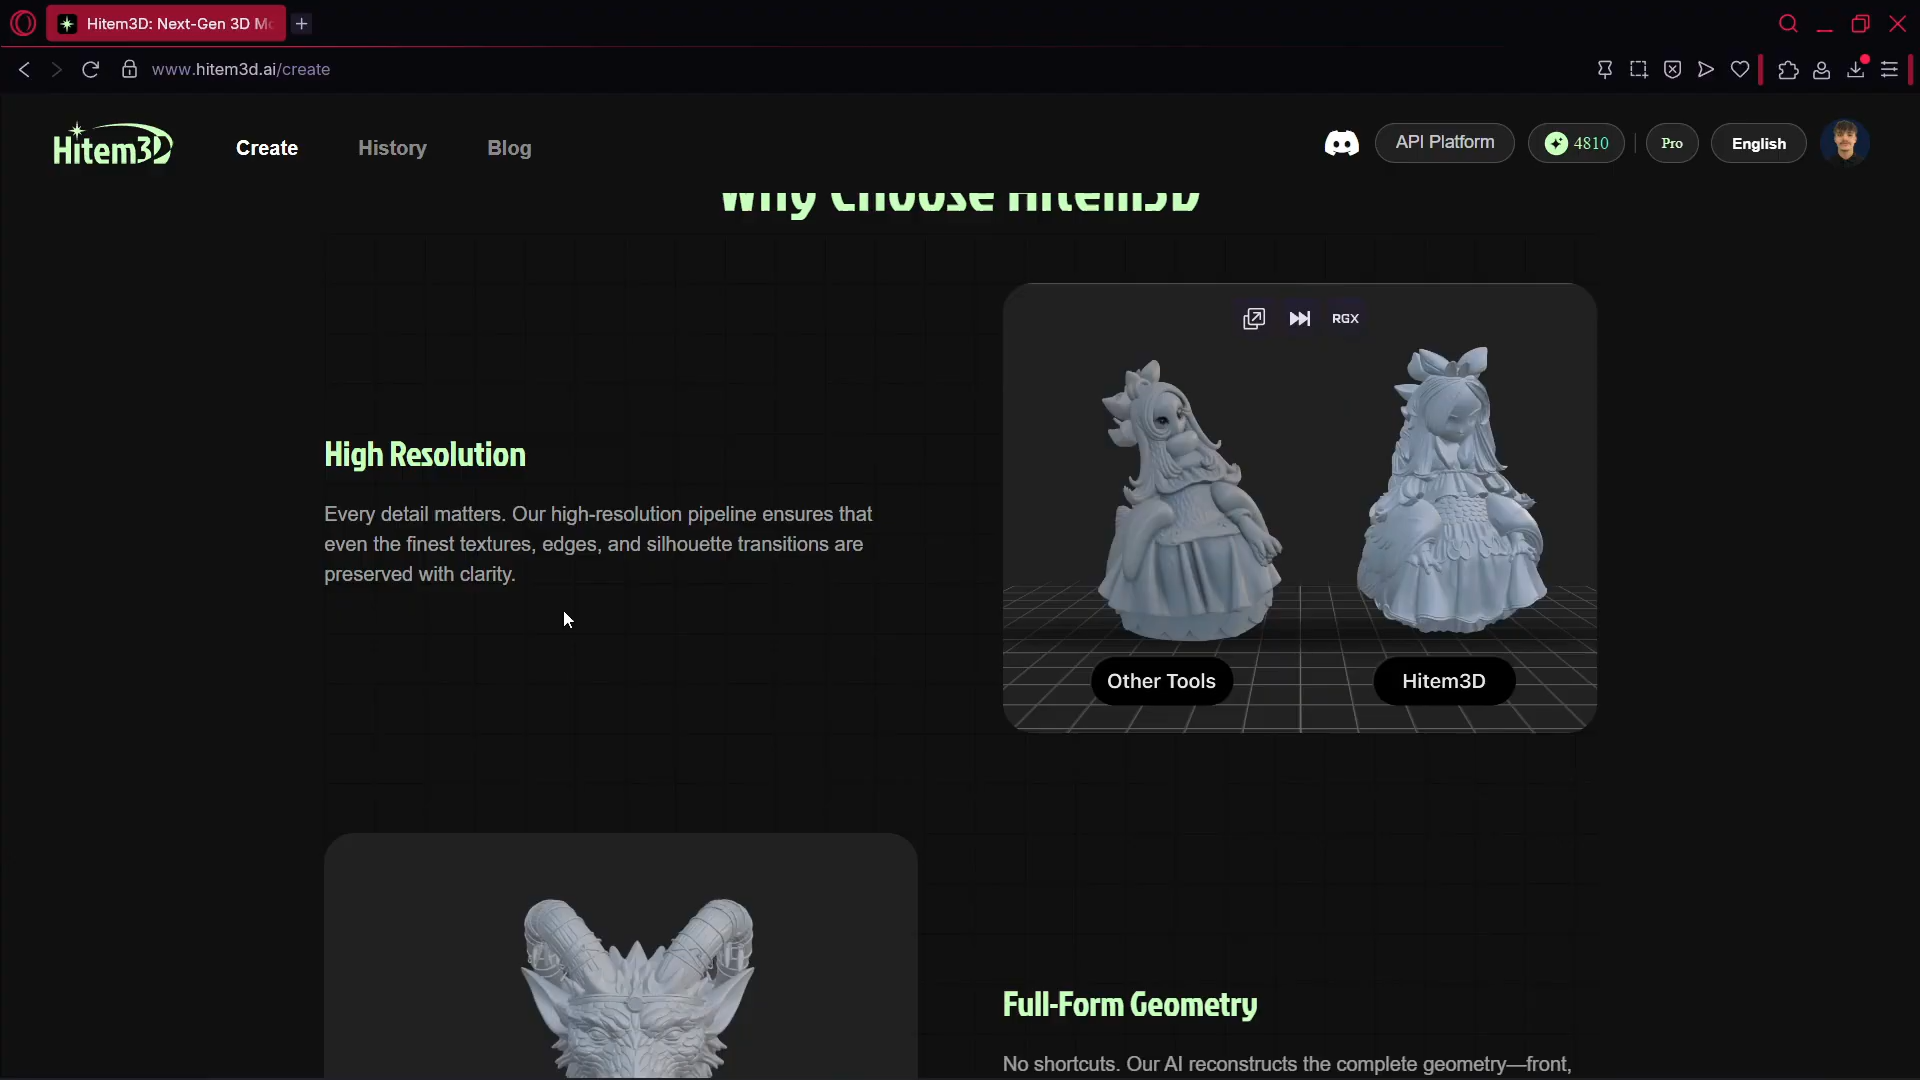 Hitem3D: Next-Gen 3D Mo
www.hitem3d.ai/create
Hitem3D
Create
History
Blog
API Platform
4810
Pro
English
Why Choose Hitem3D
RGX
High Resolution
Every detail matters. Our high-resolution pipeline ensures that
even the finest textures, edges, and silhouette transitions are
preserved with clarity.
Other Tools
Hitem3D
Full-Form Geometry
No shortcuts. Our AI reconstructs the complete geometry—front,